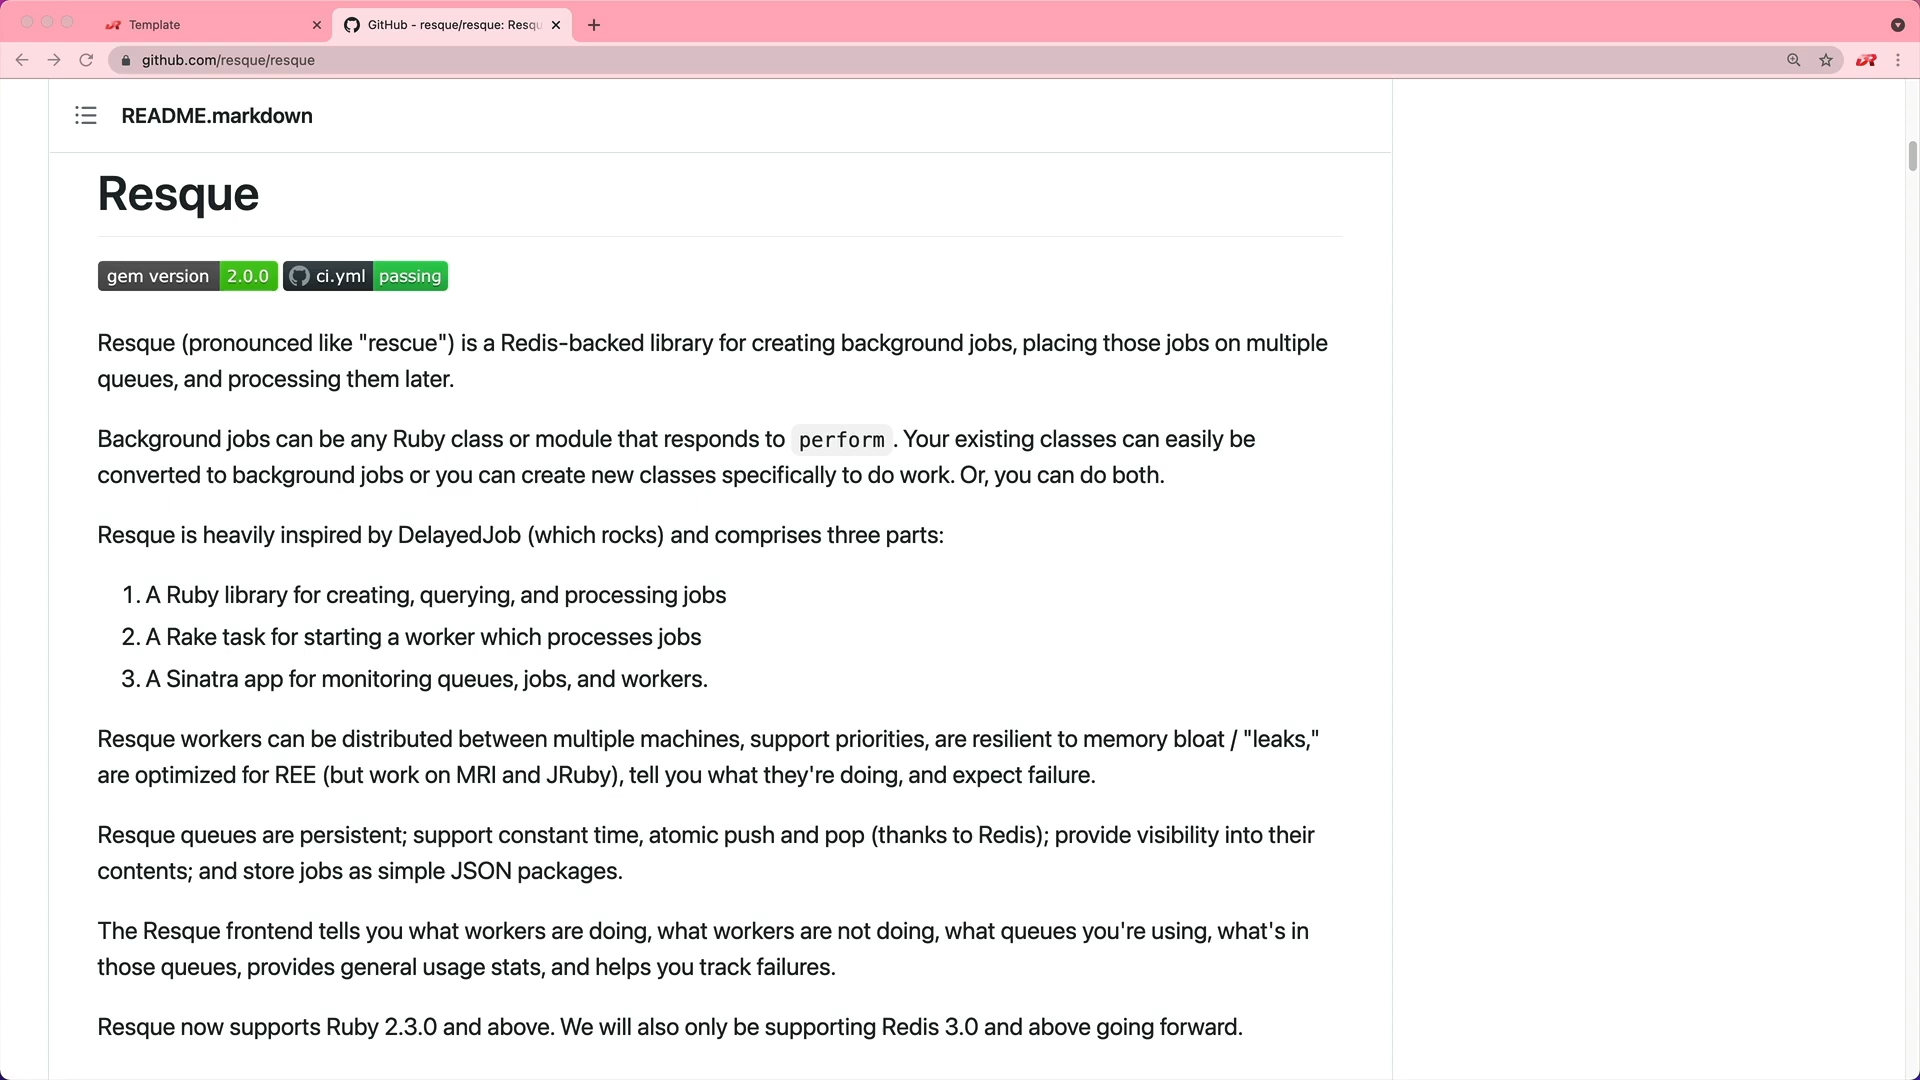 Template
GitHub - resque/resque: Resqu
github.com/resque/resque
README.markdown
Resque
gem version 2.0.0 ci.yml passing
Resque (pronounced like "rescue") is a Redis-backed library for creating background jobs, placing those jobs on multiple
queues, and processing them later.
Background jobs can be any Ruby class or module that responds to perform. Your existing classes can easily be
converted to background jobs or you can create new classes specifically to do work. Or, you can do both.
Resque is heavily inspired by DelayedJob (which rocks) and comprises three parts:
1. A Ruby library for creating, querying, and processing jobs
2. A Rake task for starting a worker which processes jobs
3. A Sinatra app for monitoring queues, jobs, and workers.
Resque workers can be distributed between multiple machines, support priorities, are resilient to memory bloat / "leaks,"
are optimized for REE (but work on MRI and JRuby), tell you what they're doing, and expect failure.
Resque queues are persistent; support constant time, atomic push and pop (thanks to Redis); provide visibility into their
contents; and store jobs as simple JSON packages.
The Resque frontend tells you what workers are doing, what workers are not doing, what queues you're using, what's in
those queues, provides general usage stats, and helps you track failures.
Resque now supports Ruby 2.3.0 and above. We will also only be supporting Redis 3.0 and above going forward.